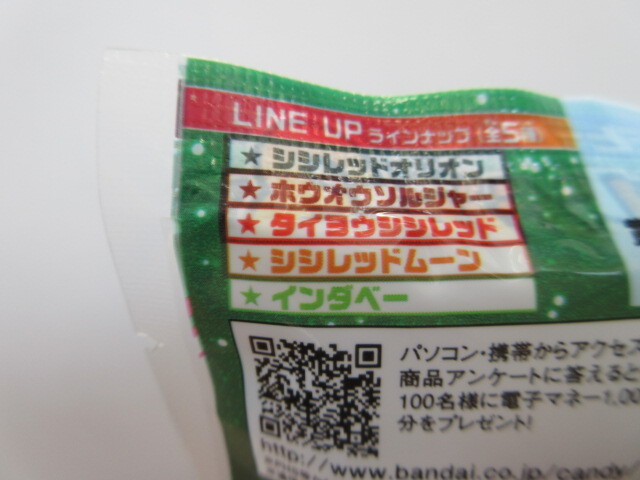 LINE UP ラインナップ(全5種)
★シシレッドオリオン
★ホウオウソルジャー
★タイヨウシシレッド
★シシレッドムーン
★インダベー
パソコン・携帯からアクセス
商品アンケートに答えると
100名様に電子マネー1,00
分をプレゼント!
http://www.bandai.co.jp/candy/